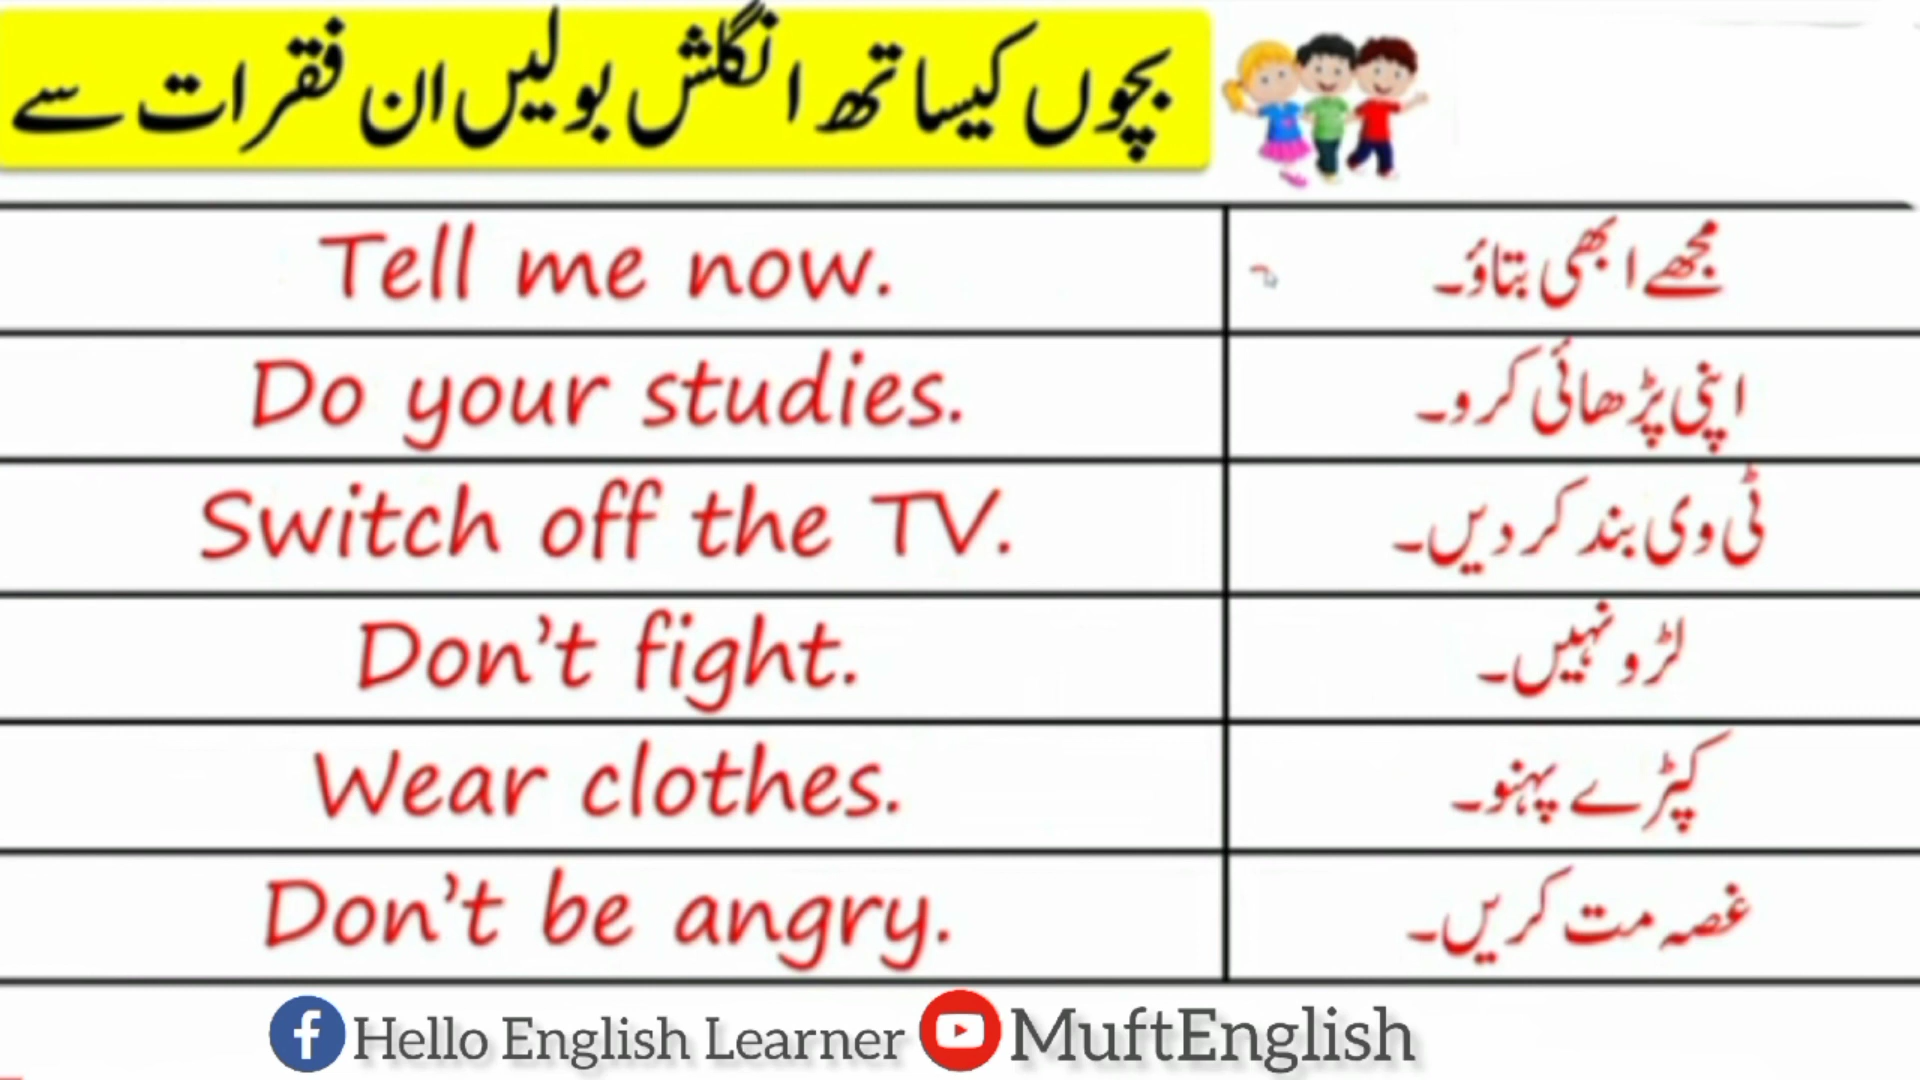 بچوں کیساتھ انگلش بولیں ان فقرات سے
Tell me now. مجھے ابھی بتاؤ۔
Do your studies. اپنی پڑھائی کرو۔
Switch off the TV. ٹی وی بند کر دیں۔
Don't fight. لڑو نہیں۔
Wear clothes. کپڑے پہنو۔
Don't be angry. غصہ مت کریں۔
Hello English Learner MuftEnglish